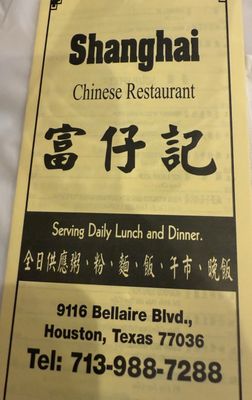 Shanghai
Chinese Restaurant
富仔記
Serving Daily Lunch and Dinner.
全日供應粥、粉、麵、飯、午市、晚飯
9116 Bellaire Blvd.,
Houston, Texas 77036
Tel: 713-988-7288